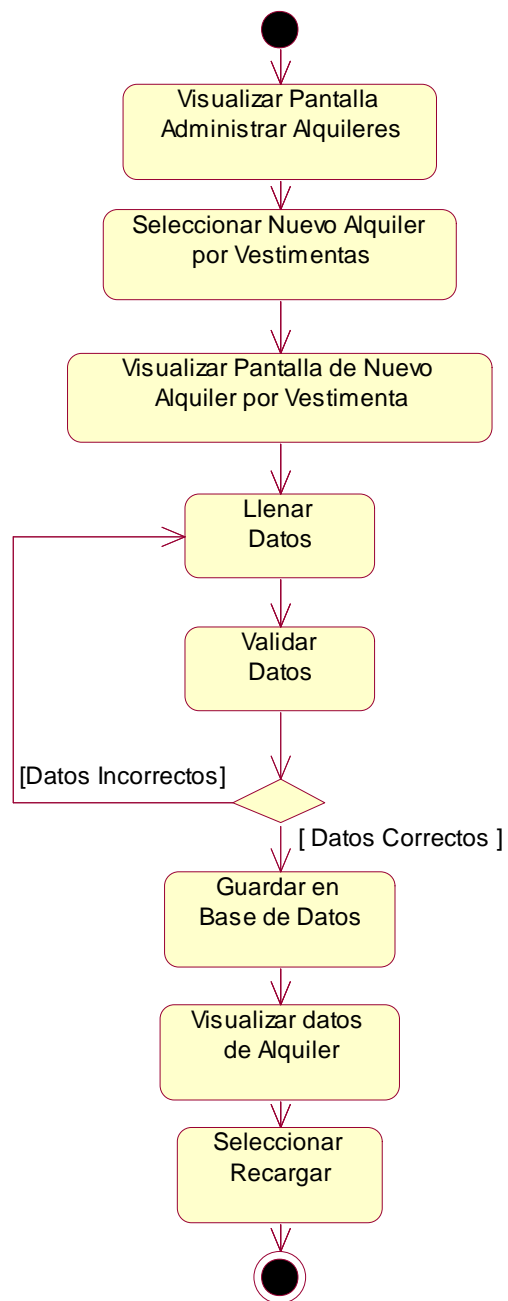 Visualizar Pantalla
Administrar Alquileres
Seleccionar Nuevo Alquiler
por Vestimentas
Visualizar Pantalla de Nuevo
Alquiler por Vestimenta
Llenar
Datos
Validar
Datos
[Datos Incorrectos]
[ Datos Correctos ]
Guardar en
Base de Datos
Visualizar datos
de Alquiler
Seleccionar
Recargar